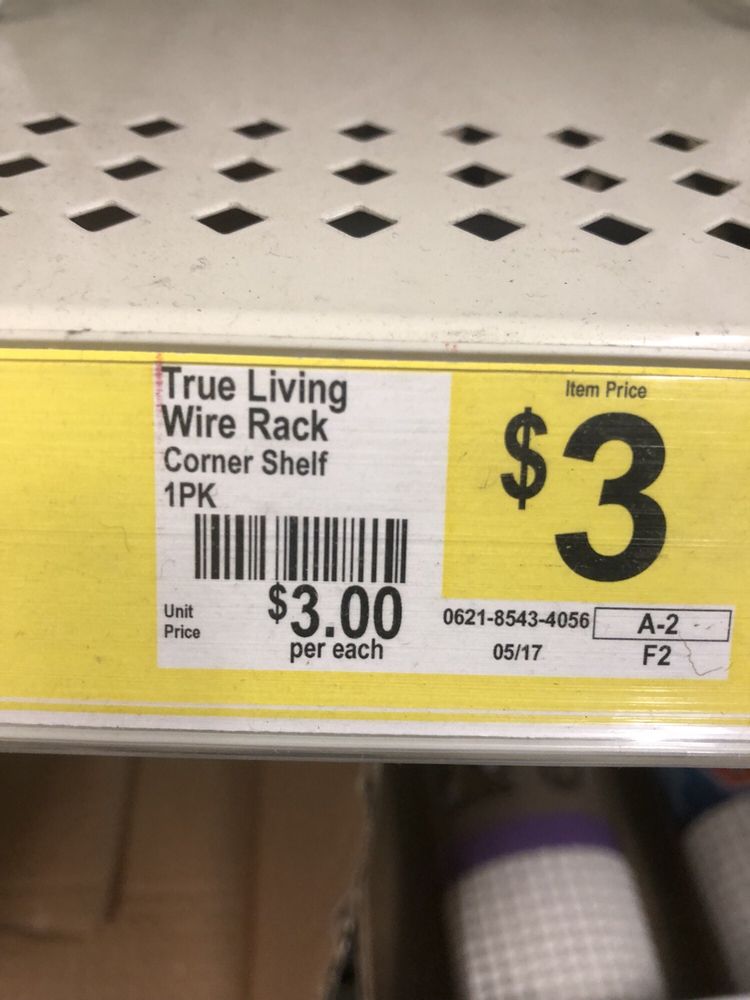 True Living
Wire Rack
Corner Shelf
1PK
Item Price
$3
Unit
Price
$3.00
per each
0621-8543-4056
A-2
05/17
F2